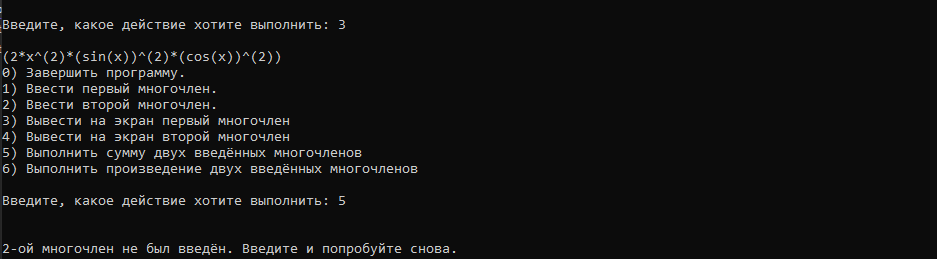 Введите, какое действие хотите выполнить: 3
(2*x^(2)*(sin(x))^(2)*(cos(x))^(2))
0) Завершить программу.
1) Ввести первый многочлен.
2) Ввести второй многочлен.
3) Вывести на экран первый многочлен
4) Вывести на экран второй многочлен
5) Выполнить сумму двух введённых многочленов
6) Выполнить произведение двух введённых многочленов
Введите, какое действие хотите выполнить: 5
2-ой многочлен не был введён. Введите и попробуйте снова.